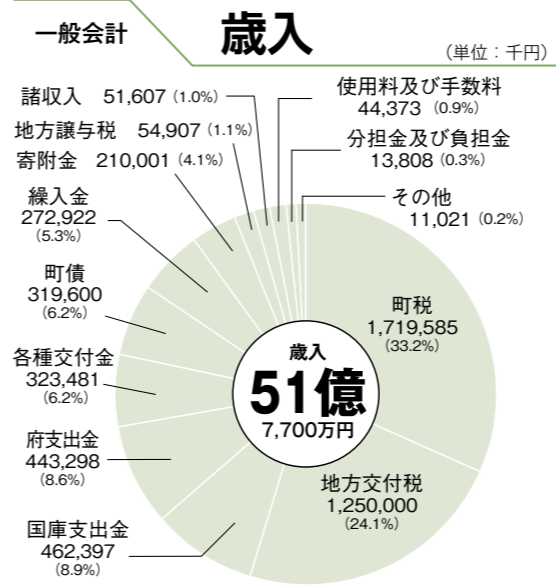 一般会計
歳入
(単位：千円)
諸収入 51,607 (1.0%)
地方譲与税 54,907 (1.1%)
寄附金 210,001 (4.1%)
繰入金
272,922
(5.3%)
町債
319,600
(6.2%)
各種交付金
323,481
(6.2%)
府支出金
443,298
(8.6%)
国庫支出金
462,397
(8.9%)
使用料及び手数料
44,373 (0.9%)
分担金及び負担金
13,808 (0.3%)
その他
11,021 (0.2%)
町税
1,719,585
(33.2%)
歳入
51億
7,700万円
地方交付税
1,250,000
(24.1%)